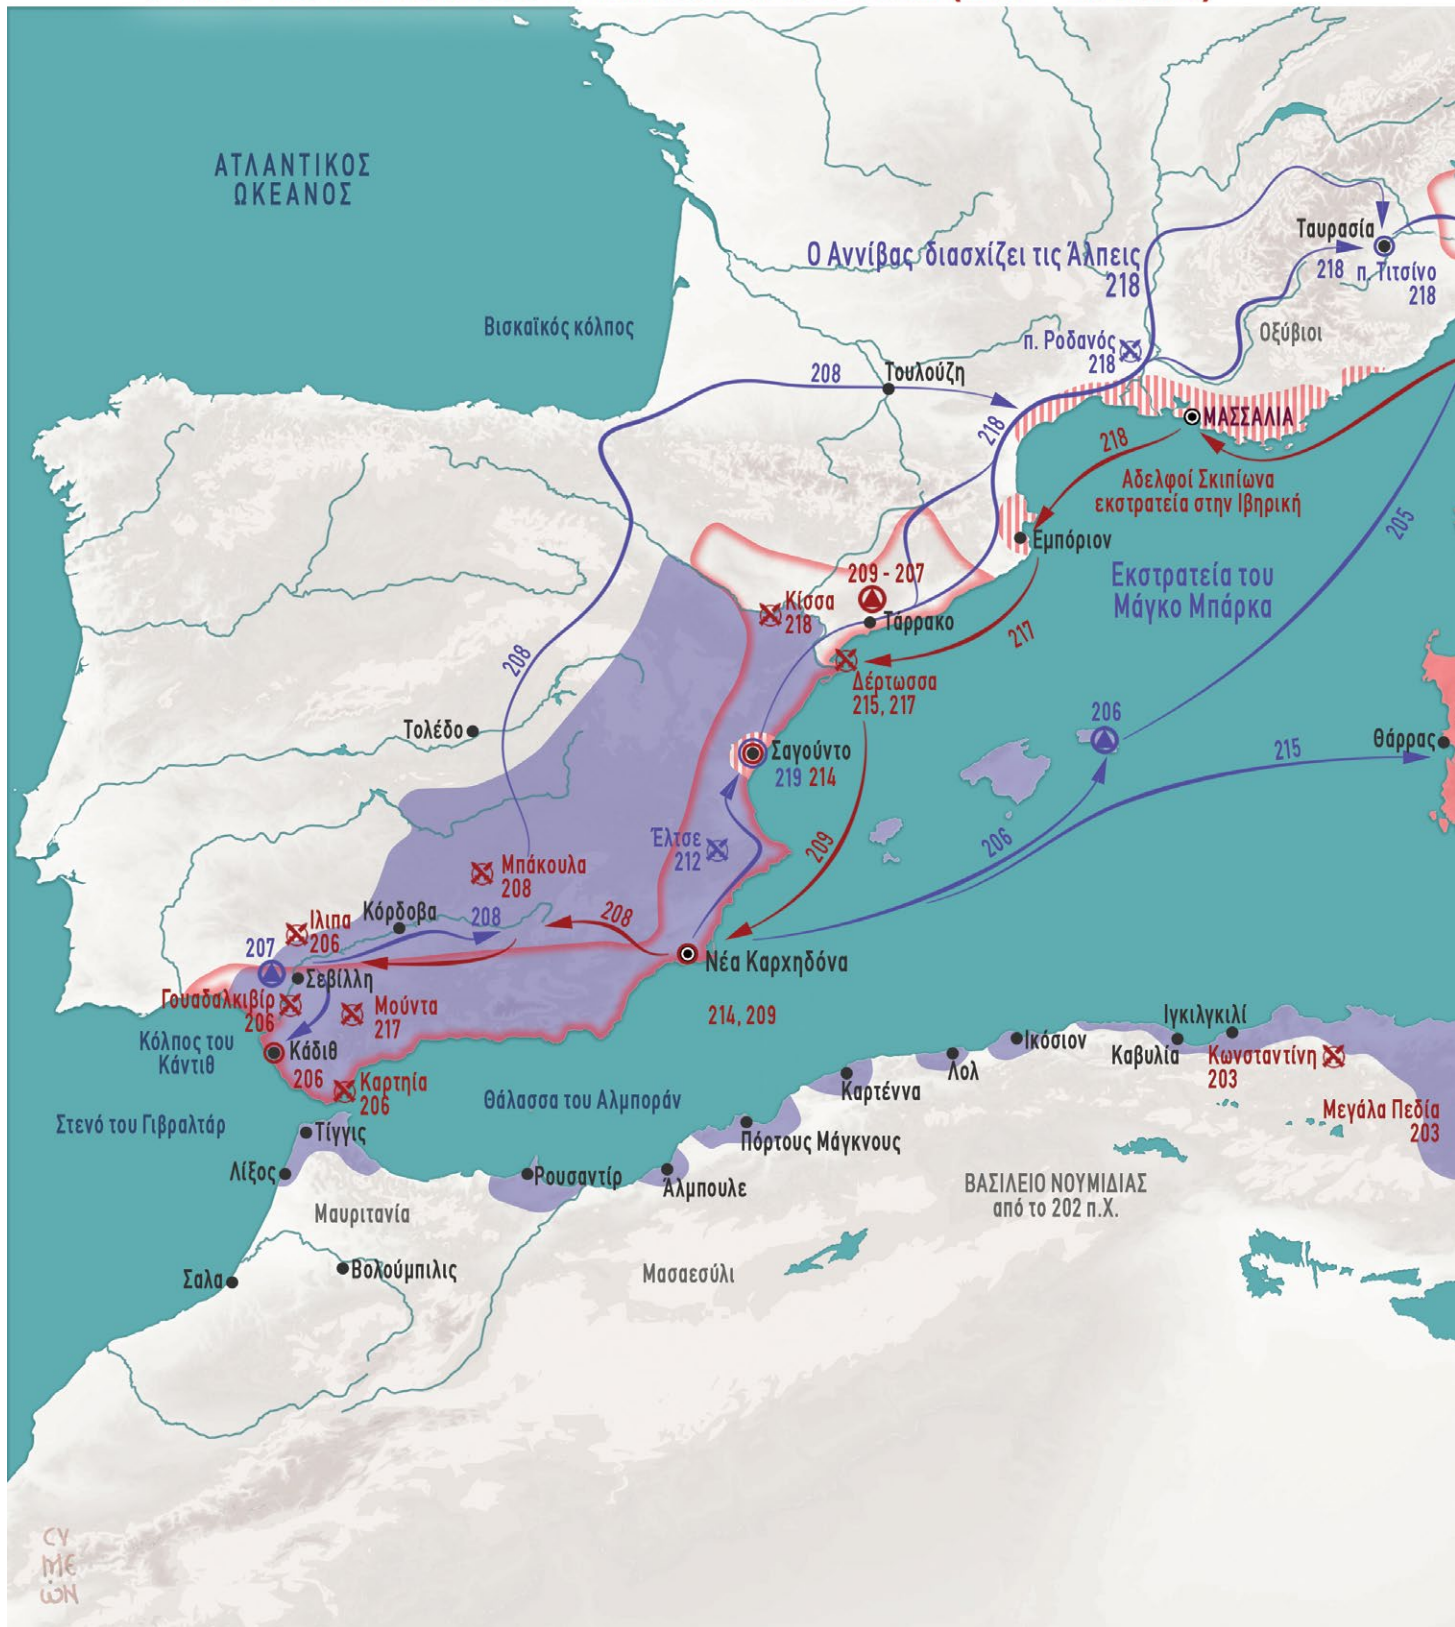 ΑΤΛΑΝΤΙΚΟΣ
ΩΚΕΑΝΟΣ
Ταυρασία
218
π. Τιτσίνο
218
Ο Αννίβας διασχίζει τις Άλπεις
218
Βισκαϊκός κόλπος
Οξύβιοι
π. Ροδανός
218
208
Τουλούζη
218
ΜΑΣΣΑΛΙΑ
218
Αδελφοί Σκιπίωνα
εκστρατεία στην Ιβηρική
205
Εμπόριον
209 - 207
Εκστρατεία του
Μάγκο Μπάρκα
Κίσσα
218
Τάρρακο
217
208
Δέρτωσσα
215, 217
Τολέδο
206
Θάρρας
Σαγούντο
219 214
215
Έλτσε
212
209
206
Μπάκουλα
208
Κόρδοβα
208
208
Ιλιπα
206
207
Σεβίλλη
Νέα Καρχηδόνα
Γουαδαλκιβίρ
206
Μούντα
217
214, 209
Κόλπος του
Κάντιθ
Κάδιθ
206
Καρτηία
206
Ιγκιλγκιλί
Ικόσιον
Καβυλία
Κωνσταντίνη
203
Λολ
Καρτέννα
Θάλασσα του Αλμποράν
Μεγάλα Πεδία
203
Στενό του Γιβραλτάρ
Τίγγις
Πόρτους Μάγκνους
Λίξος
Ρουσαντίρ
Άλμπουλε
ΒΑΣΙΛΕΙΟ ΝΟΥΜΙΔΙΑΣ
από το 202 π.Χ.
Μαυριτανία
Σαλα
Βολούμπιλις
Μασαεσύλι
CY
ΜΕ
ώΝ